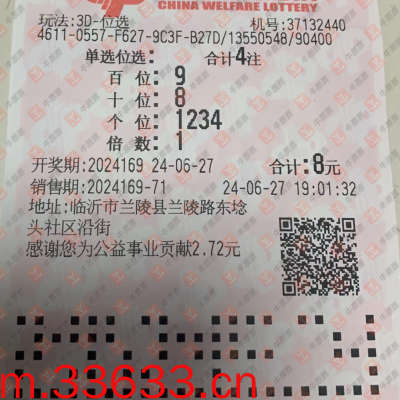 CHINA WELFARE LOTTERY
玩法:3D-位选 机号:37132440
4611-0557-F627-9C3F-B27D/13550548/90400
单选位选: 合计4注
百 位: 9
十 位: 8
个 位: 1234
倍 数: 1
开奖期:2024169 24-06-27 合计:8元
销售期:2024169-71 24-06-27 19:01:32
地址:临沂市兰陵县兰陵路东埝
头社区沿街
感谢您为公益事业贡献2.72元
m.33633.cn